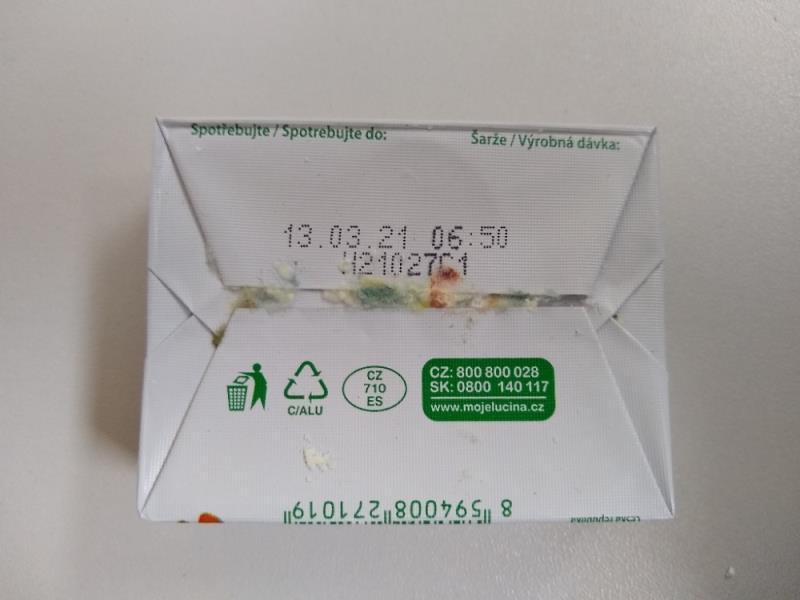 Spotřebujte / Spotrebujte do:
Šarže / Výrobná dávka:
13.03.21 06:50
C/ALU
CZ
710
ES
CZ: 800 800 028
SK: 0800 140 117
www.mojelucina.cz
8 594008 271019